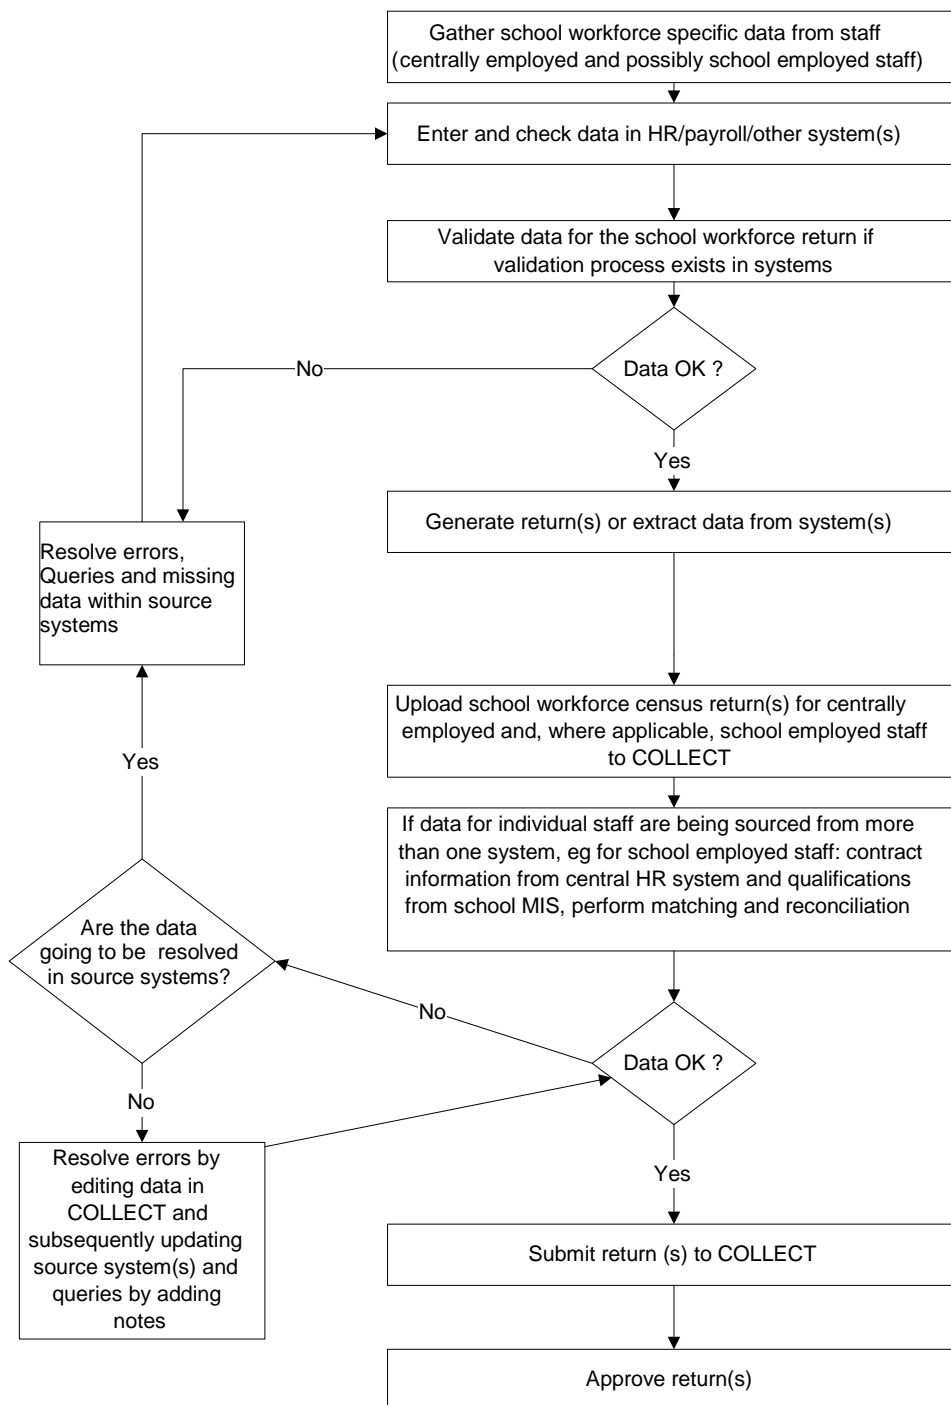 Gather school workforce specific data from staff
(centrally employed and possibly school employed staff)
Enter and check data in HR/payroll/other system(s)
Validate data for the school workforce return if
validation process exists in systems
No
Data OK ?
Yes
Generate return(s) or extract data from system(s)
Resolve errors,
Queries and missing
data within source
systems
Upload school workforce census return(s) for centrally
employed and, where applicable, school employed staff
to COLLECT
Yes
If data for individual staff are being sourced from more
than one system, eg for school employed staff: contract
information from central HR system and qualifications
from school MIS, perform matching and reconciliation
Are the data
going to be resolved
in source systems?
No
Data OK ?
No
Resolve errors by
editing data in
COLLECT and
subsequently updating
source system(s) and
queries by adding
notes
Yes
Submit return (s) to COLLECT
Approve return(s)